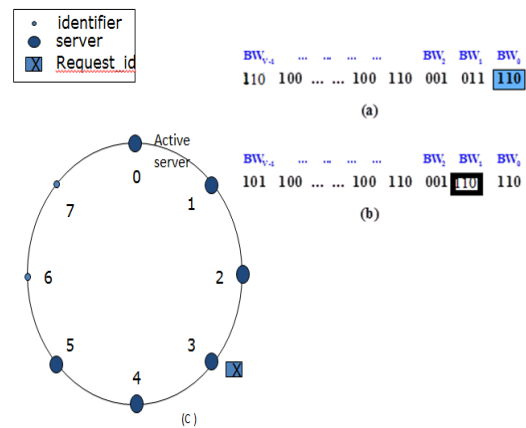 identifier
server
X Request_id
BWV-1 ... ... ... ... BW2 BW1 BW0
110 100 ... ... 100 110 001 011 110
(a)
BWV-1 ... ... ... ... BW2 BW1 BW0
101 100 ... ... 100 110 001 110 110
(b)
Active
server
0
1
7
2
6
3
5
X
4
(C)